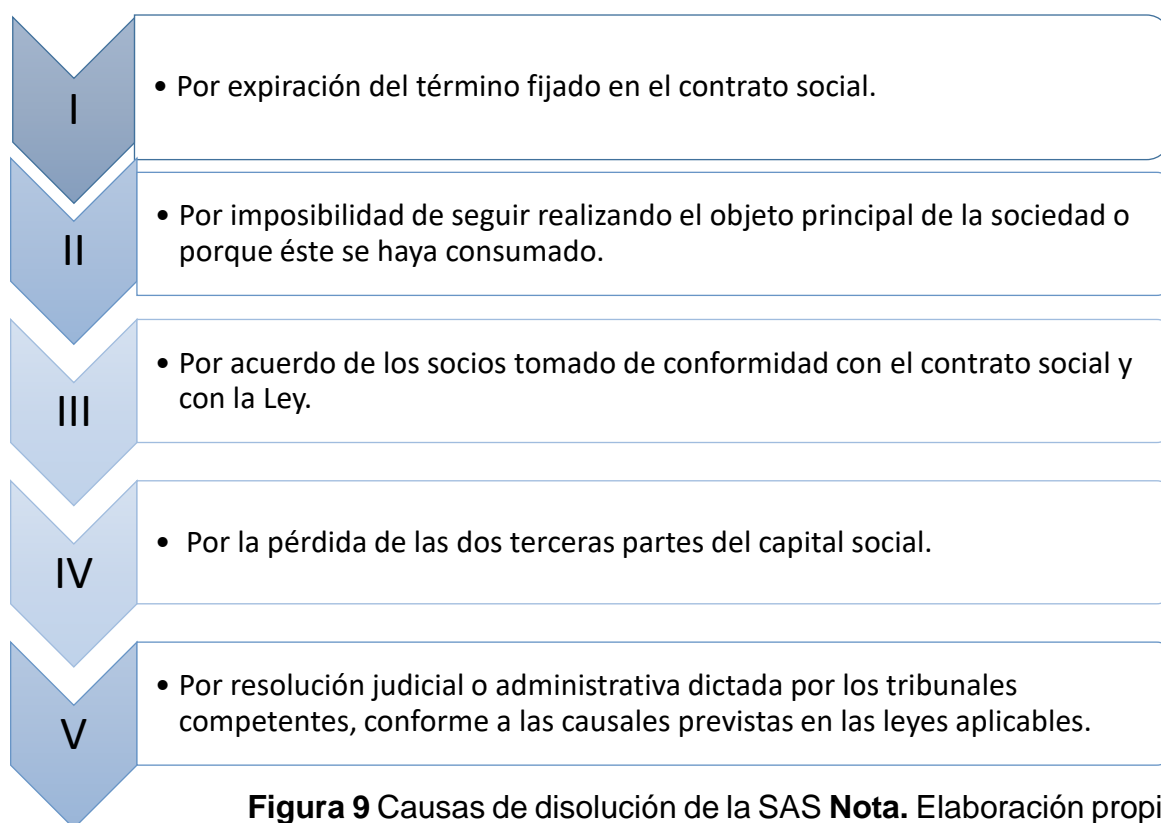 I
• Por expiración del término fijado en el contrato social.
II
• Por imposibilidad de seguir realizando el objeto principal de la sociedad o
porque éste se haya consumado.
III
• Por acuerdo de los socios tomado de conformidad con el contrato social y
con la Ley.
IV
• Por la pérdida de las dos terceras partes del capital social.
V
• Por resolución judicial o administrativa dictada por los tribunales
competentes, conforme a las causales previstas en las leyes aplicables.
Figura 9 Causas de disolución de la SAS Nota. Elaboración propi